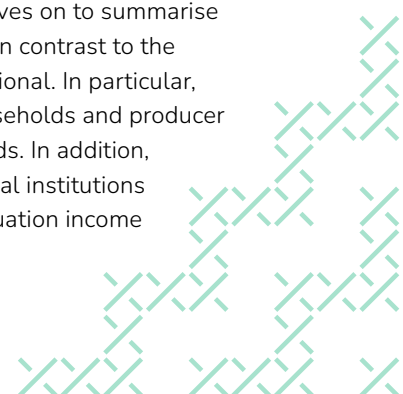 ves on to summarise
n contrast to the
ional. In particular,
seholds and producer
ds. In addition,
al institutions
uation income